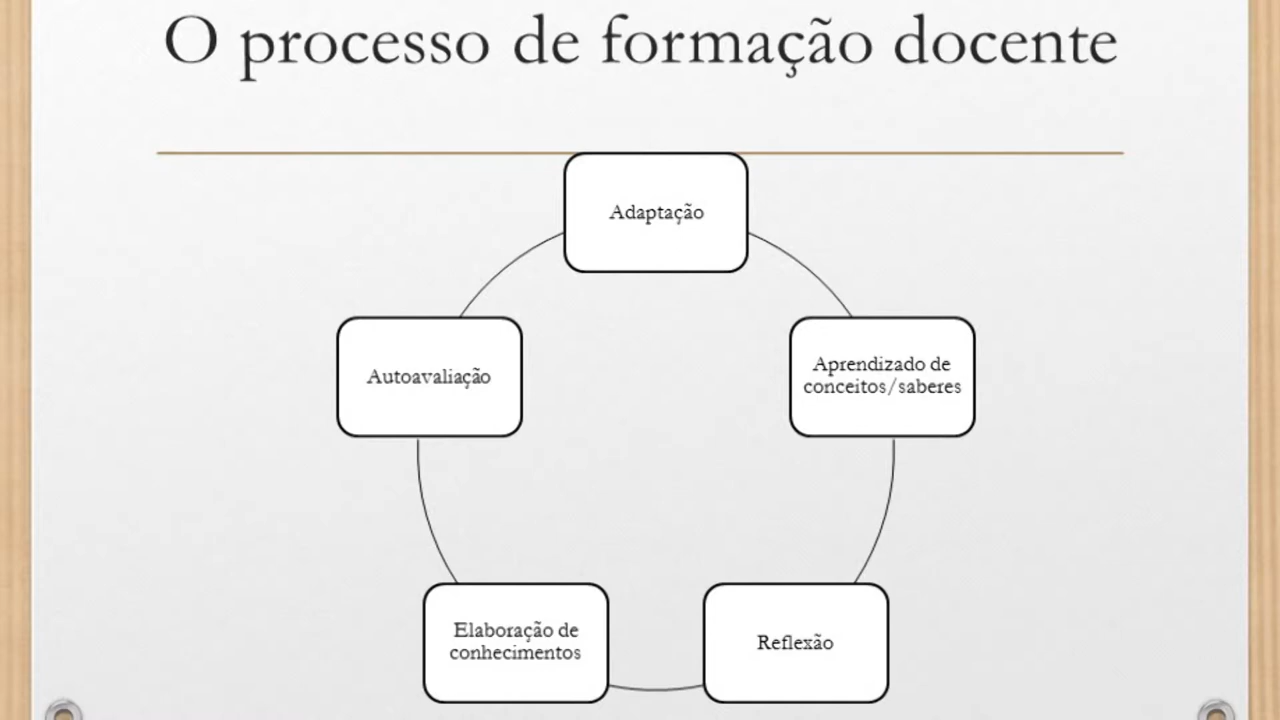 O processo de formação docente
Adaptação
Aprendizado de
conceitos/saberes
Reflexão
Elaboração de
conhecimentos
Autoavaliação